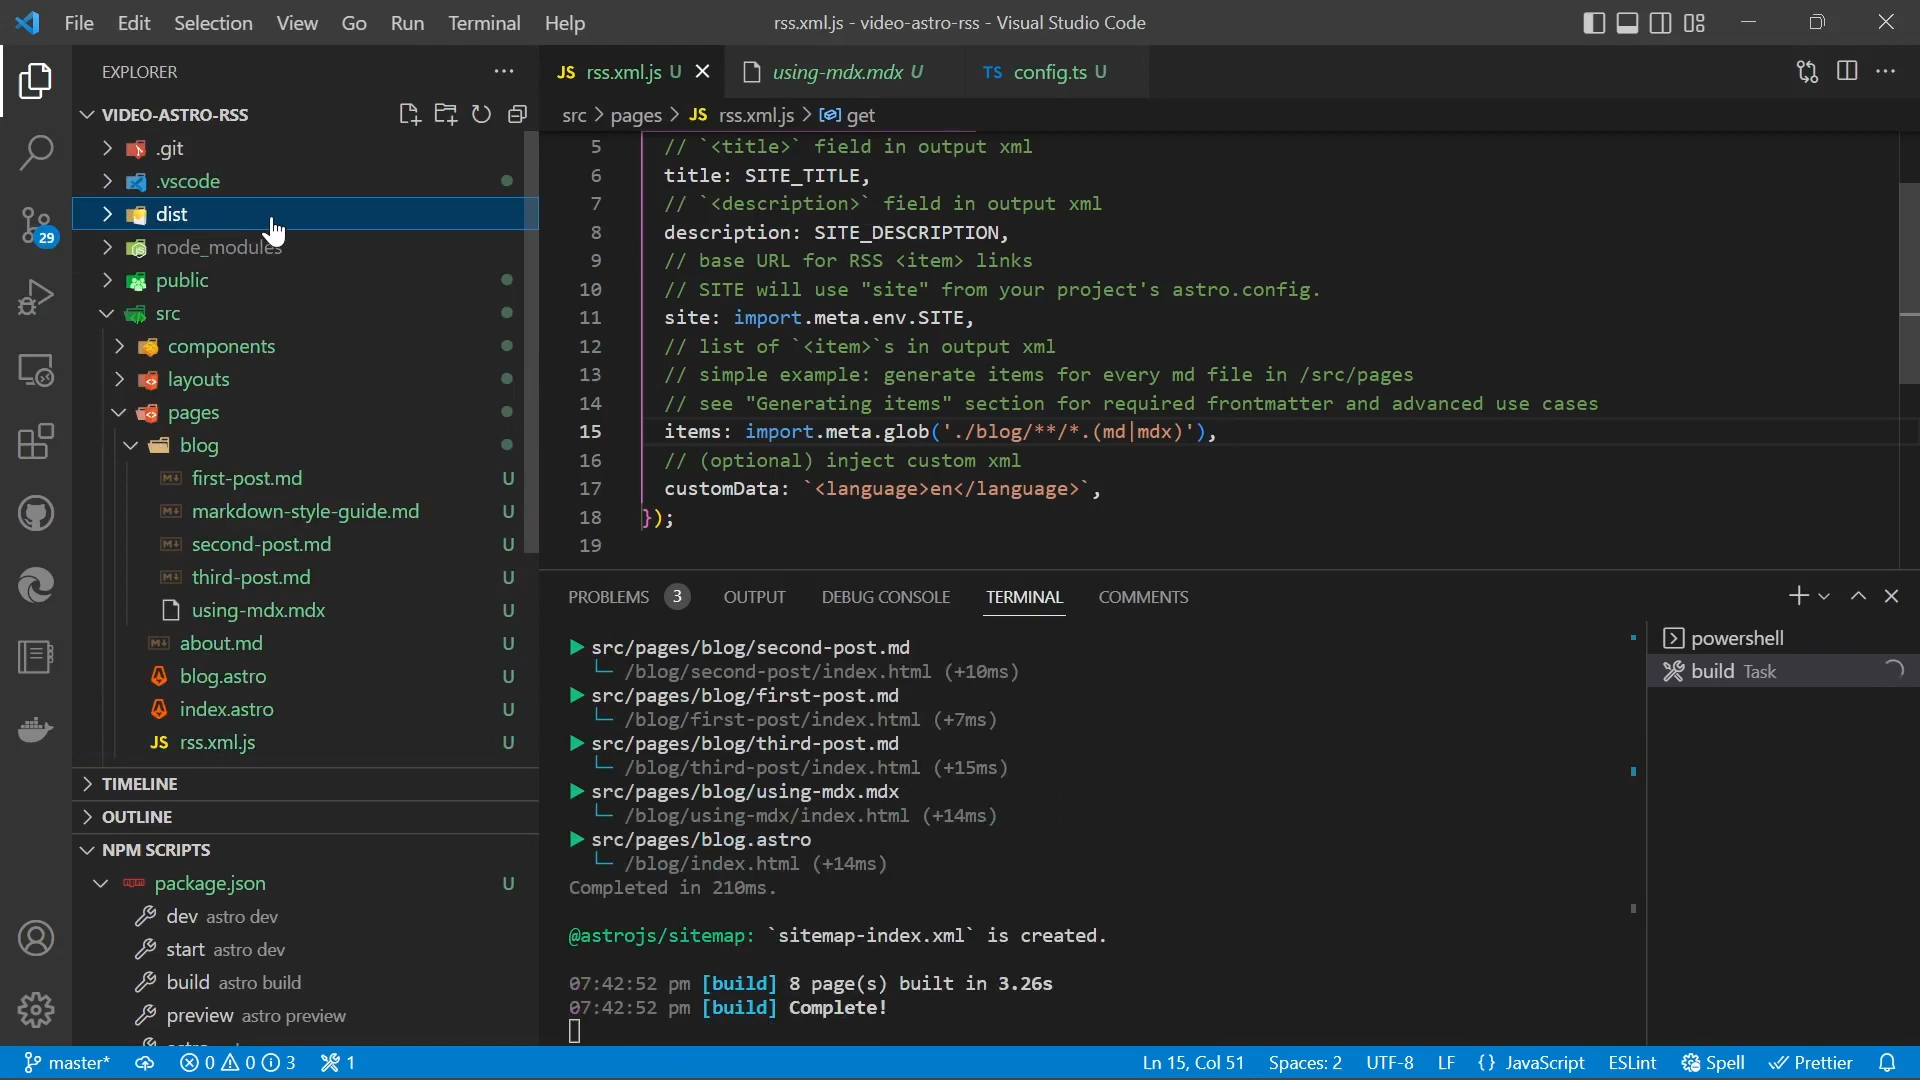 File Edit Selection View Go Run Terminal Help
rss.xml.js - video-astro-rss - Visual Studio Code
EXPLORER
VIDEO-ASTRO-RSS
.git
.vscode
dist
node_modules
public
src
components
layouts
pages
blog
first-post.md U
markdown-style-guide.md U
second-post.md U
third-post.md U
using-mdx.mdx U
about.md U
blog.astro U
index.astro U
JS rss.xml.js U
TIMELINE
OUTLINE
NPM SCRIPTS
package.json U
dev astro dev
start astro dev
build astro build
preview astro preview
29
JS rss.xml.js U
using-mdx.mdx U
TS config.ts U
src > pages > JS rss.xml.js > get
5 // `<title>` field in output xml
6 title: SITE_TITLE,
7 // `<description>` field in output xml
8 description: SITE_DESCRIPTION,
9 // base URL for RSS <item> links
10 // SITE will use "site" from your project's astro.config.
11 site: import.meta.env.SITE,
12 // list of `<item>`s in output xml
13 // simple example: generate items for every md file in /src/pages
14 // see "Generating items" section for required frontmatter and advanced use cases
15 items: import.meta.glob('./blog/**/*.(md|mdx)'),
16 // (optional) inject custom xml
17 customData: `<language>en</language>`,
18 });
19
PROBLEMS 3 OUTPUT DEBUG CONSOLE TERMINAL COMMENTS
▶ src/pages/blog/second-post.md
└─ /blog/second-post/index.html (+10ms)
▶ src/pages/blog/first-post.md
└─ /blog/first-post/index.html (+7ms)
▶ src/pages/blog/third-post.md
└─ /blog/third-post/index.html (+15ms)
▶ src/pages/blog/using-mdx.mdx
└─ /blog/using-mdx/index.html (+14ms)
▶ src/pages/blog.astro
└─ /blog/index.html (+14ms)
Completed in 210ms.
@astrojs/sitemap: `sitemap-index.xml` is created.
07:42:52 pm [build] 8 page(s) built in 3.26s
07:42:52 pm [build] Complete!
powershell
build Task
master* 0 0 3 1
Ln 15, Col 51 Spaces: 2 UTF-8 LF {} JavaScript ESLint Spell Prettier